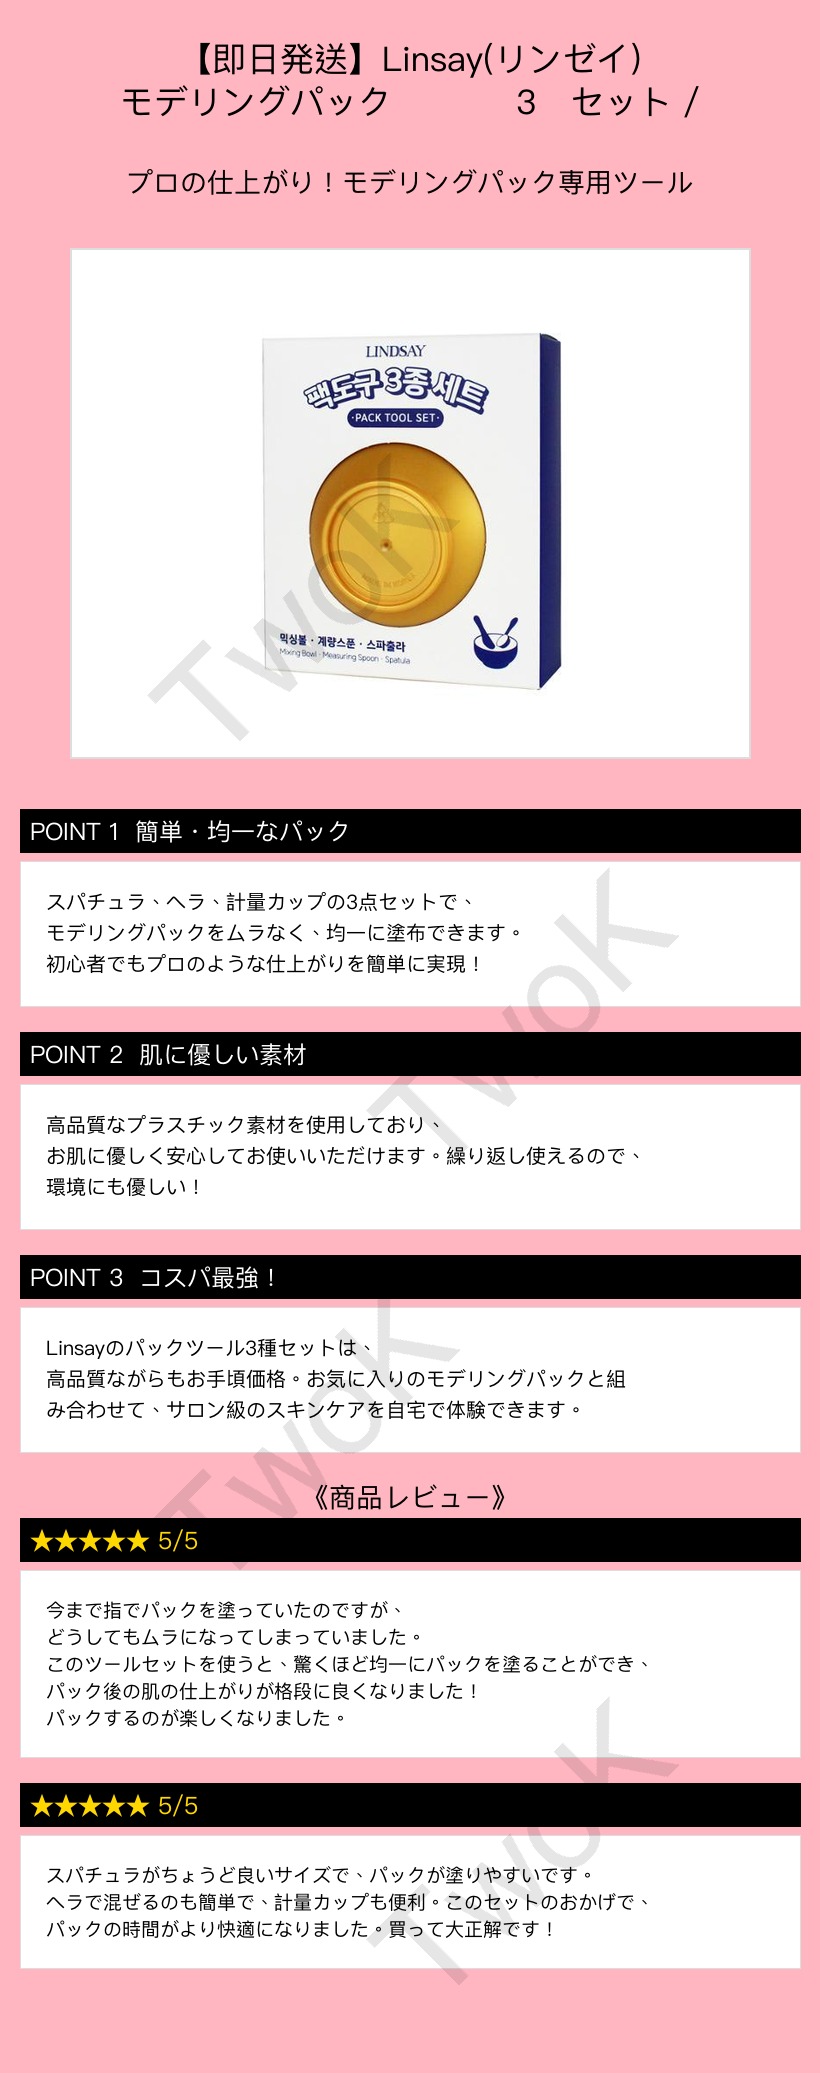 【即日発送】Linsay(リンゼイ)
モデリングパック　　　　3　セット /
プロの仕上がり！モデリングパック専用ツール
LINDSAY
팩도구 3종 세트
·PACK TOOL SET·
MADE IN KOREA
믹싱볼 · 계량스푼 · 스파출라
Mixing Bowl · Measuring Spoon · Spatula
TwoK
POINT 1 簡単・均一なパック
スパチュラ、ヘラ、計量カップの3点セットで、
モデリングパックをムラなく、均一に塗布できます。
初心者でもプロのような仕上がりを簡単に実現！
TwoK
POINT 2 肌に優しい素材
高品質なプラスチック素材を使用しており、
お肌に優しく安心してお使いいただけます。繰り返し使えるので、
環境にも優しい！
POINT 3 コスパ最強！
Linsayのパックツール3種セットは、
高品質ながらもお手頃価格。お気に入りのモデリングパックと組
み合わせて、サロン級のスキンケアを自宅で体験できます。
TwoK
《商品レビュー》
★★★★★ 5/5
今まで指でパックを塗っていたのですが、
どうしてもムラになってしまっていました。
このツールセットを使うと、驚くほど均一にパックを塗ることができ、
パック後の肌の仕上がりが格段に良くなりました！
パックするのが楽しくなりました。
★★★★★ 5/5
スパチュラがちょうど良いサイズで、パックが塗りやすいです。
ヘラで混ぜるのも簡単で、計量カップも便利。このセットのおかげで、
パックの時間がより快適になりました。買って大正解です！
TwoK